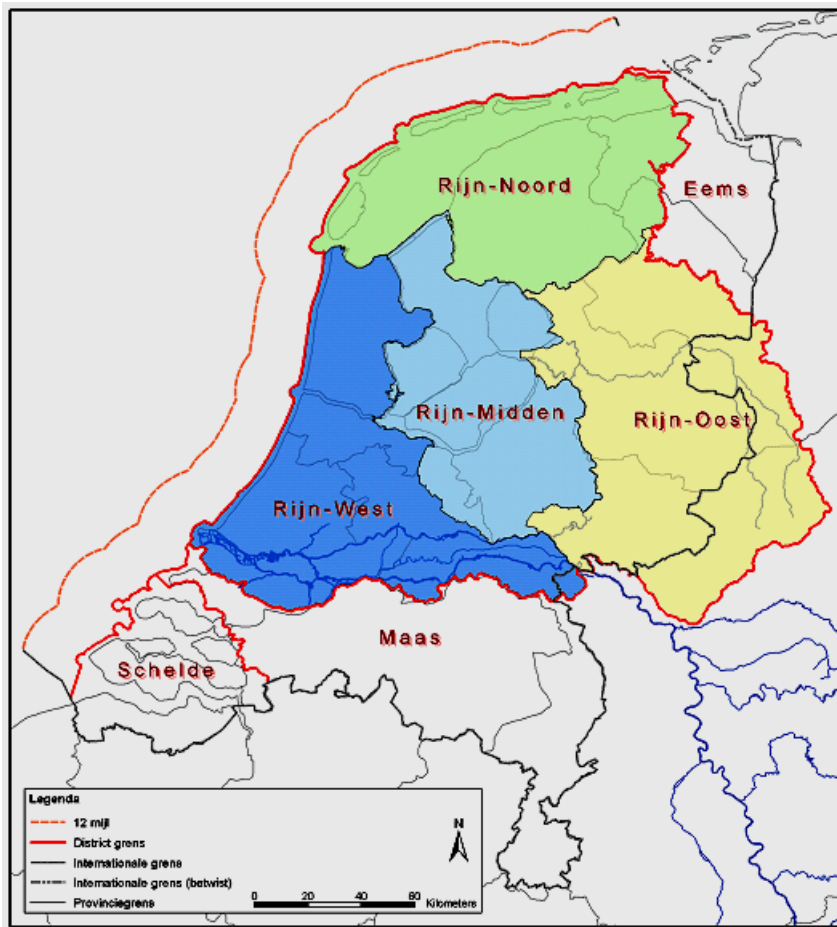 Rijn-Noord
Eems
Rijn-Midden
Rijn-Oost
Rijn-West
Maas
Schelde
Legenda
12 mijl
District grens
Internationale grens
Internationale grens (betwist)
Provinciegrens
N
0 20 40 60 80 Kilometers